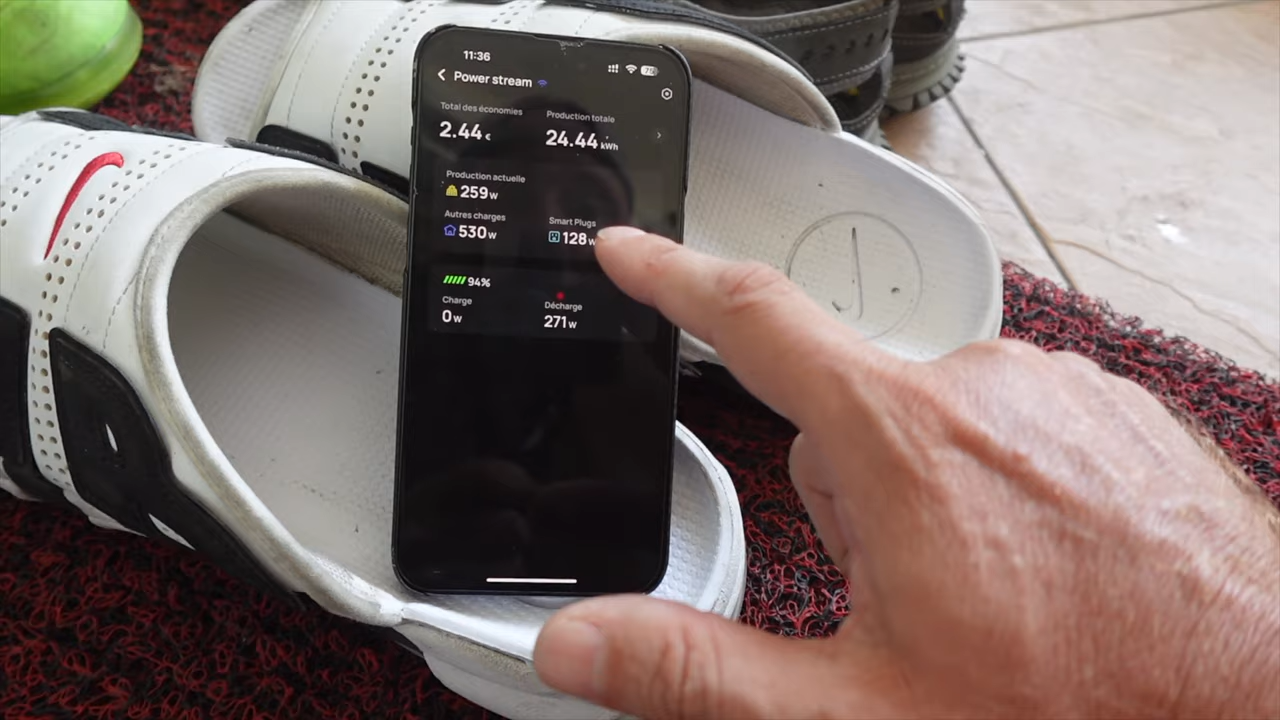 11:36
79
Power stream
Total des économies
Production totale
2.44 €
24.44 kWh
Production actuelle
259 w
Autres charges
Smart Plugs
530 w
128 w
94%
Charge
Décharge
0 w
271 w